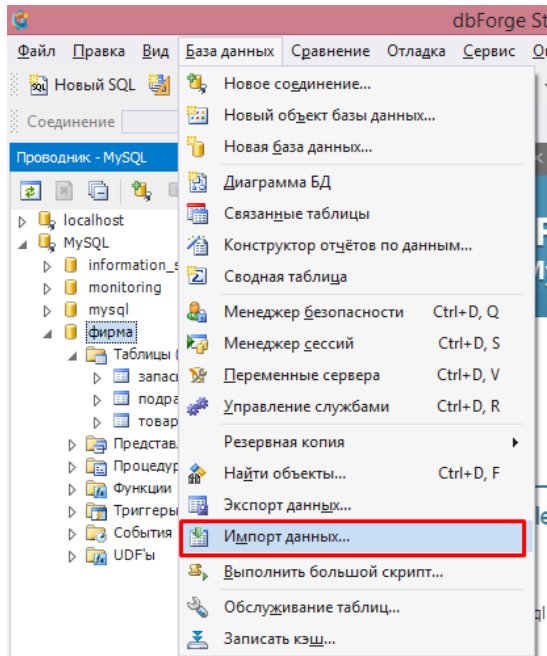 dbForge St
Файл Правка Вид База данных Сравнение Отладка Сервис
Новый SQL
Соединение
Проводник - MySQL
localhost
MySQL
information_s
monitoring
mysql
фирма
Таблицы (
запас
подра
товар
Представ
Процедур
Функции
Триггеры
События
UDF'ы
Новое соединение...
Новый объект базы данных...
Новая база данных...
Диаграмма БД
Связанные таблицы
Конструктор отчётов по данным...
Сводная таблица
Менеджер безопасности Ctrl+D, Q
Менеджер сессий Ctrl+D, S
Переменные сервера Ctrl+D, V
Управление службами Ctrl+D, R
Резервная копия
Найти объекты... Ctrl+D, F
Экспорт данных...
Импорт данных...
Выполнить большой скрипт...
Обслуживание таблиц...
Записать кэш...